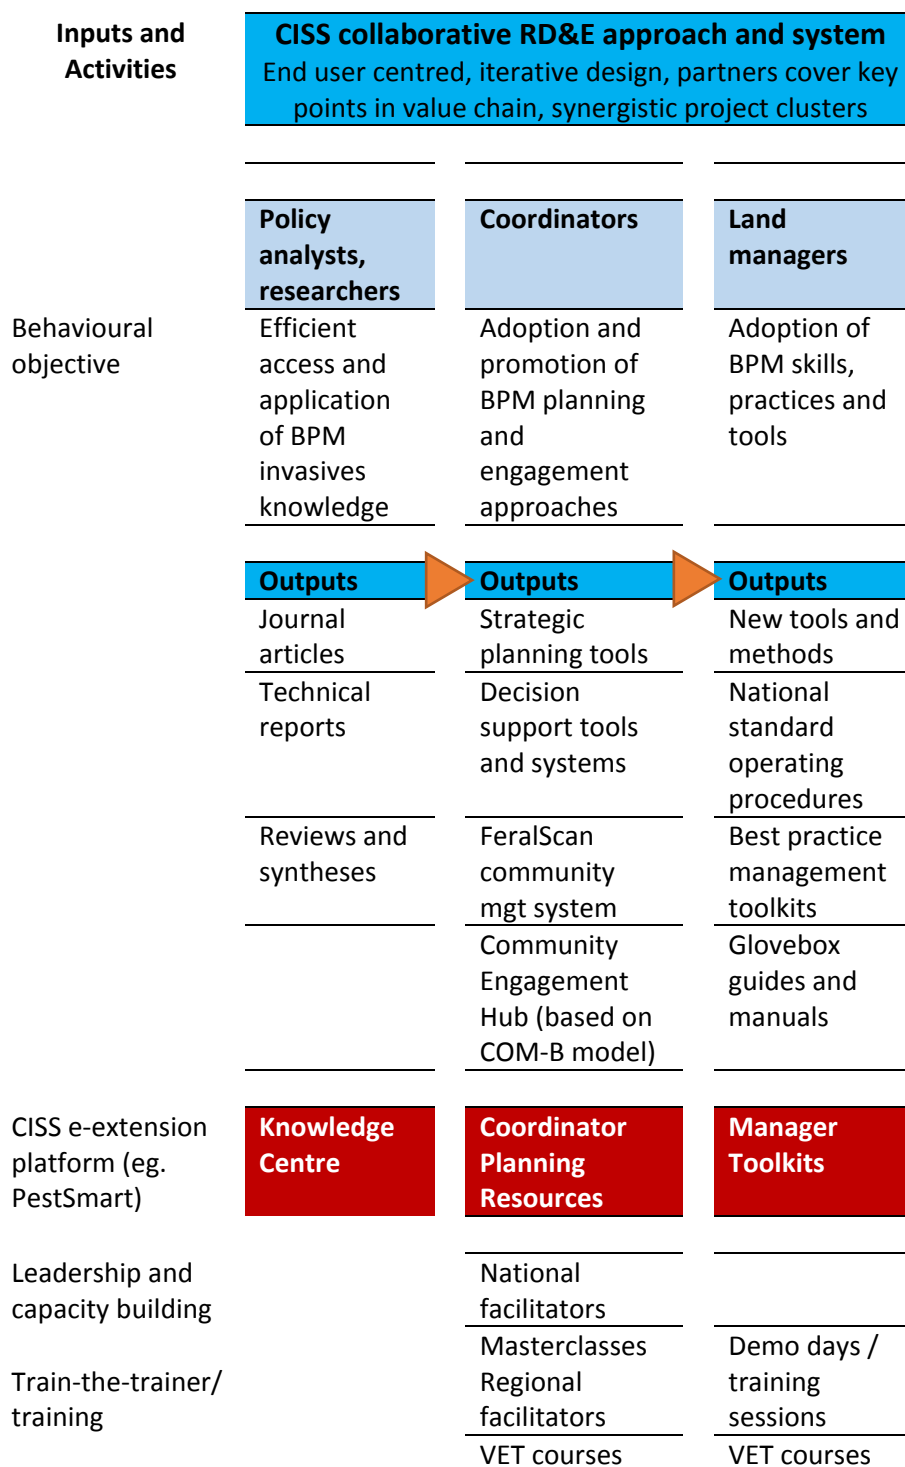 Inputs and
Activities
CISS collaborative RD&E approach and system
End user centred, iterative design, partners cover key
points in value chain, synergistic project clusters
Policy
analysts,
researchers
Coordinators
Land
managers
Behavioural
objective
Efficient
access and
application
of BPM
invasives
knowledge
Adoption and
promotion of
BPM planning
and
engagement
approaches
Adoption of
BPM skills,
practices and
tools
Outputs
Outputs
Outputs
Journal
articles
Strategic
planning tools
New tools and
methods
Technical
reports
Decision
support tools
and systems
National
standard
operating
procedures
Reviews and
syntheses
FeralScan
community
mgt system
Best practice
management
toolkits
Community
Engagement
Hub (based on
COM-B model)
Glovebox
guides and
manuals
CISS e-extension
platform (eg.
PestSmart)
Knowledge
Centre
Coordinator
Planning
Resources
Manager
Toolkits
Leadership and
capacity building
National
facilitators
Train-the-trainer/
training
Masterclasses
Regional
facilitators
Demo days /
training
sessions
VET courses
VET courses